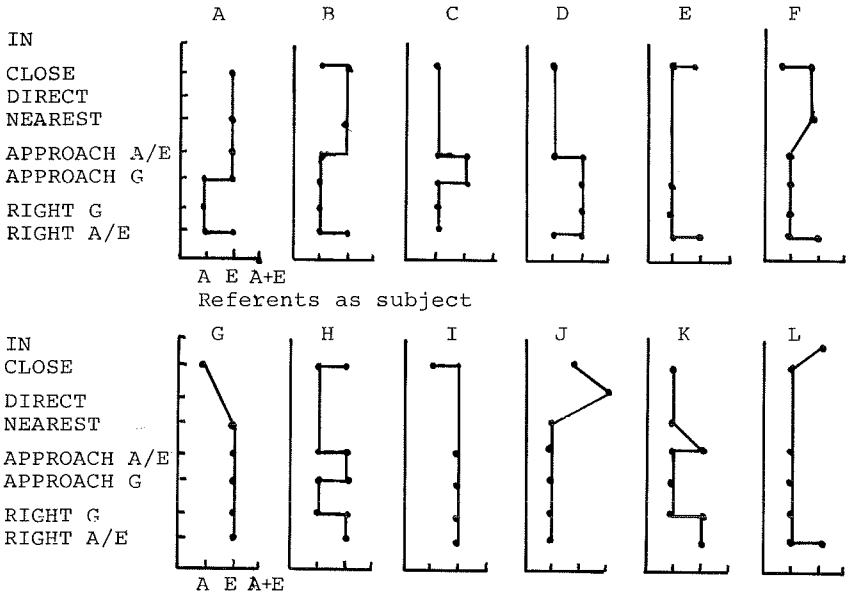 A B C D E F
IN
CLOSE
DIRECT
NEAREST
APPROACH A/E
APPROACH G
RIGHT G
RIGHT A/E
A E A+E
Referents as subject
G H I J K L
IN
CLOSE
DIRECT
NEAREST
APPROACH A/E
APPROACH G
RIGHT G
RIGHT A/E
A E A+E